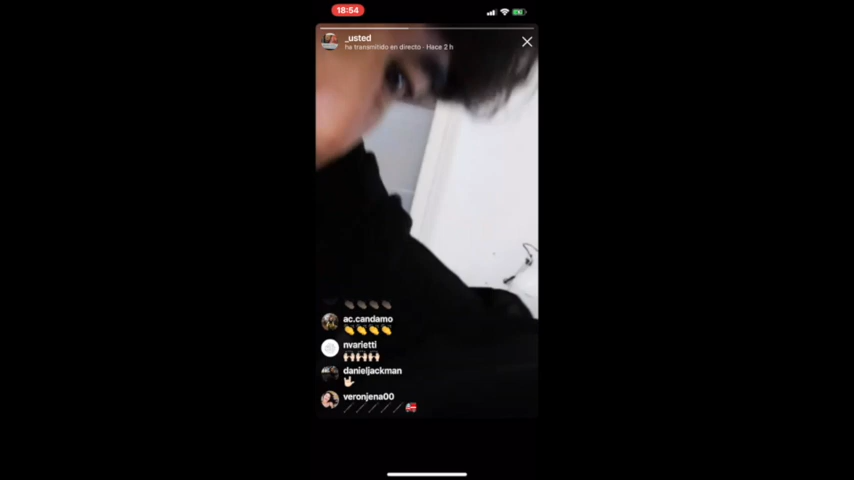 18:54
_usted
ha transmitido en directo · Hace 2 h
ac.candamo
nvarietti
danieljackman
veronjena00